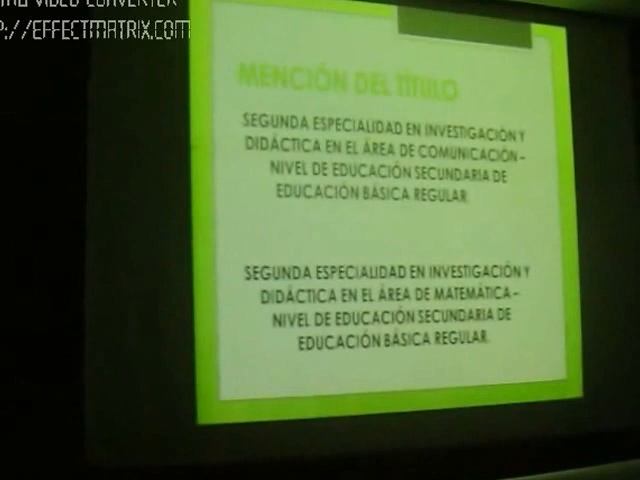 VIDEO CONVERTER
://EFFECTMATRIX.COM
MENCIÓN DEL TÍTULO
SEGUNDA ESPECIALIDAD EN INVESTIGACIÓN Y
DIDÁCTICA EN EL ÁREA DE COMUNICACIÓN –
NIVEL DE EDUCACIÓN SECUNDARIA DE
EDUCACIÓN BÁSICA REGULAR
SEGUNDA ESPECIALIDAD EN INVESTIGACIÓN Y
DIDÁCTICA EN EL ÁREA DE MATEMÁTICA –
NIVEL DE EDUCACIÓN SECUNDARIA DE
EDUCACIÓN BÁSICA REGULAR.